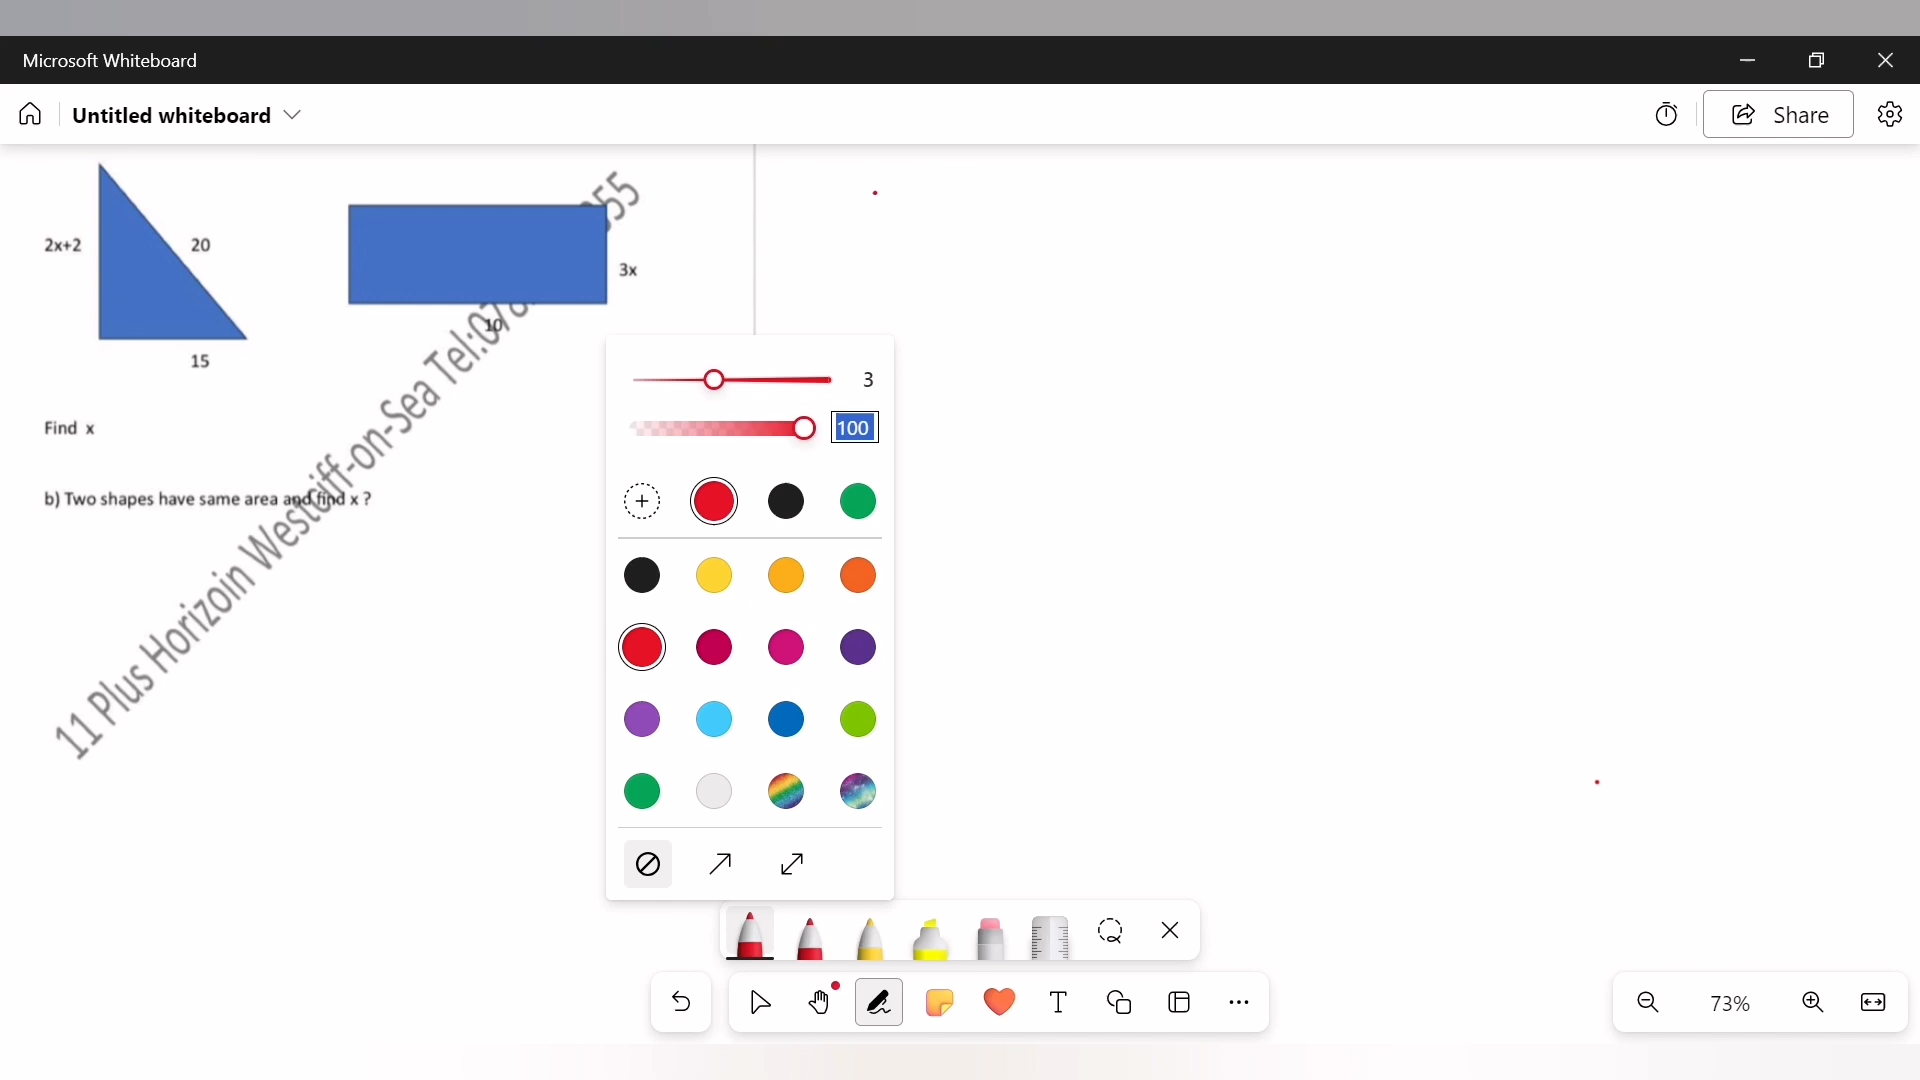 Microsoft Whiteboard
Untitled whiteboard
Share
2x+2
20
15
3x
10
Find x
b) Two shapes have same area and find x ?
11 Plus Horizoin Westcliff-on-Sea Tel:078
55
3
100
73%